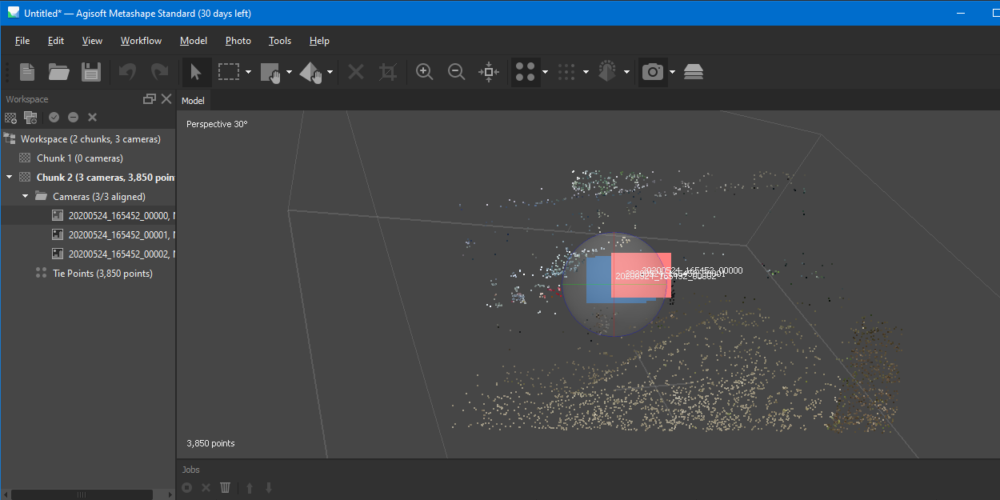 Untitled* — Agisoft Metashape Standard (30 days left)
File Edit View Workflow Model Photo Tools Help
Workspace
Model
Perspective 30°
Workspace (2 chunks, 3 cameras)
Chunk 1 (0 cameras)
Chunk 2 (3 cameras, 3,850 poin
Cameras (3/3 aligned)
20200524_165452_00000, N
20200524_165452_00001, N
20200524_165452_00002, N
Tie Points (3,850 points)
20200524_165452_00000
20200524_165452_00002
3,850 points
Jobs